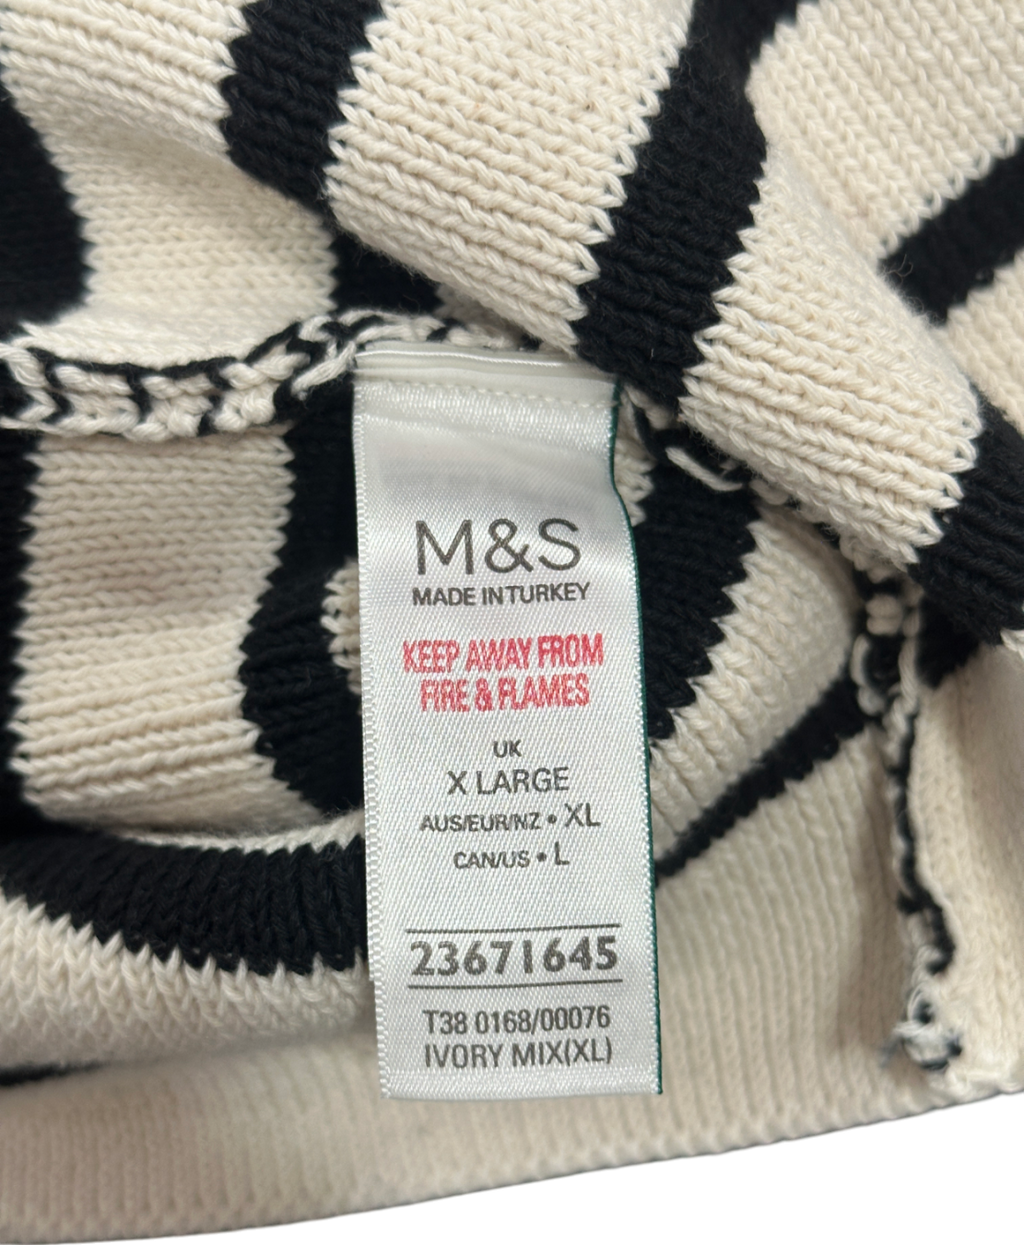 M&S
MADE IN TURKEY
KEEP AWAY FROM
FIRE & FLAMES
UK
X LARGE
AUS/EUR/NZ • XL
CAN/US • L
23671645
T38 0168/00076
IVORY MIX(XL)